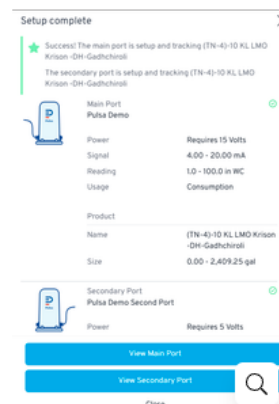 Setup complete
Success! The main port is setup and tracking (TN-4)-10 KL LMO
Krison -DH-Gadhchiroli
The secondary port is setup and tracking (TN-4)-10 KL LMO
Krison -DH-Gadhchiroli
Main Port
Pulsa Demo
Power Requires 15 Volts
Signal 4.00 - 20.00 mA
Reading 1.0 - 100.0 in WC
Usage Consumption
Product
Name (TN-4)-10 KL LMO Krison
-DH-Gadhchiroli
Size 0.00 - 2,409.25 gal
Secondary Port
Pulsa Demo Second Port
Power Requires 5 Volts
View Main Port
View Secondary Port
Close